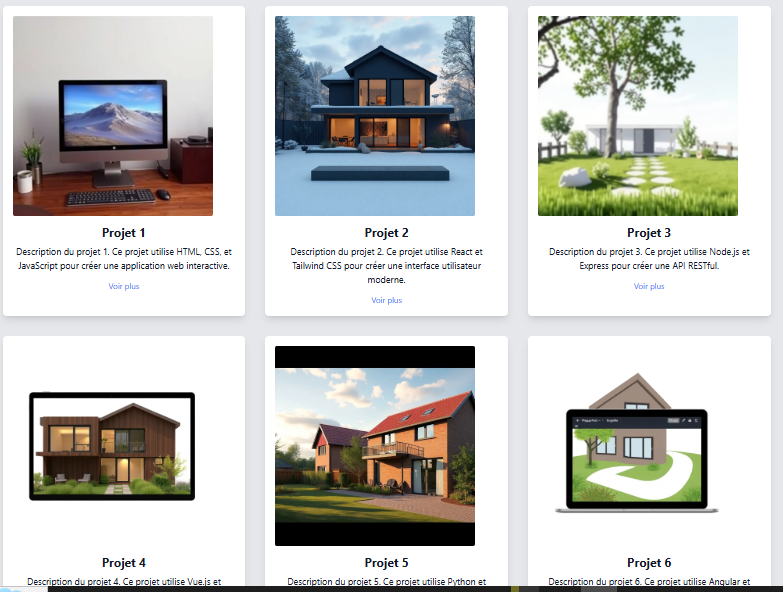 Projet 1
Description du projet 1. Ce projet utilise HTML, CSS, et
JavaScript pour créer une application web interactive.
Voir plus
Projet 2
Description du projet 2. Ce projet utilise React et
Tailwind CSS pour créer une interface utilisateur
moderne.
Voir plus
Projet 3
Description du projet 3. Ce projet utilise Node.js et
Express pour créer une API RESTful.
Voir plus
Projet 4
Description du projet 4. Ce projet utilise Vue.js et
Projet 5
Description du projet 5. Ce projet utilise Python et
Projet 6
Description du projet 6. Ce projet utilise Angular et